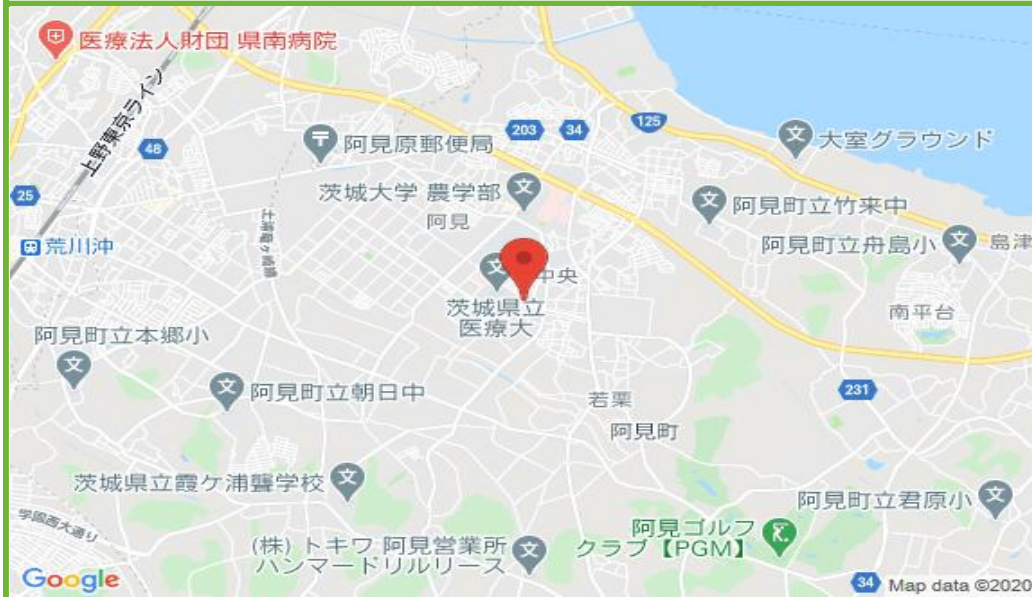 医療法人財団 県南病院
上野東京ライン
48
阿見原郵便局
203
34
125
大室グラウンド
25
茨城大学 農学部
阿見
阿見町立竹来中
荒川沖
阿見町立舟島小
島津
中央
茨城県立
医療大
南平台
阿見町立本郷小
阿見町立朝日中
231
若栗
阿見町
茨城県立霞ケ浦聾学校
阿見町立君原小
学園西大通り
(株)トキワ 阿見営業所
ハンマードリルリース
阿見ゴルフ
クラブ【PGM】
Google
34
Map data ©2020